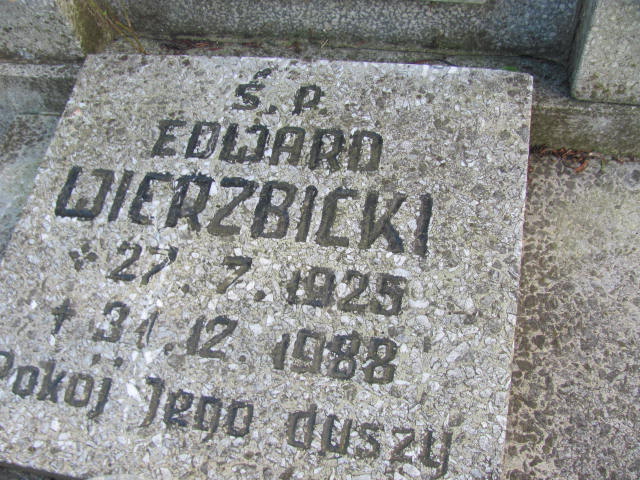 Ś.P.
EDWARD
WIERZBICKI
* 27.7.1925
† 31.12.1988
Pokój Jego duszy